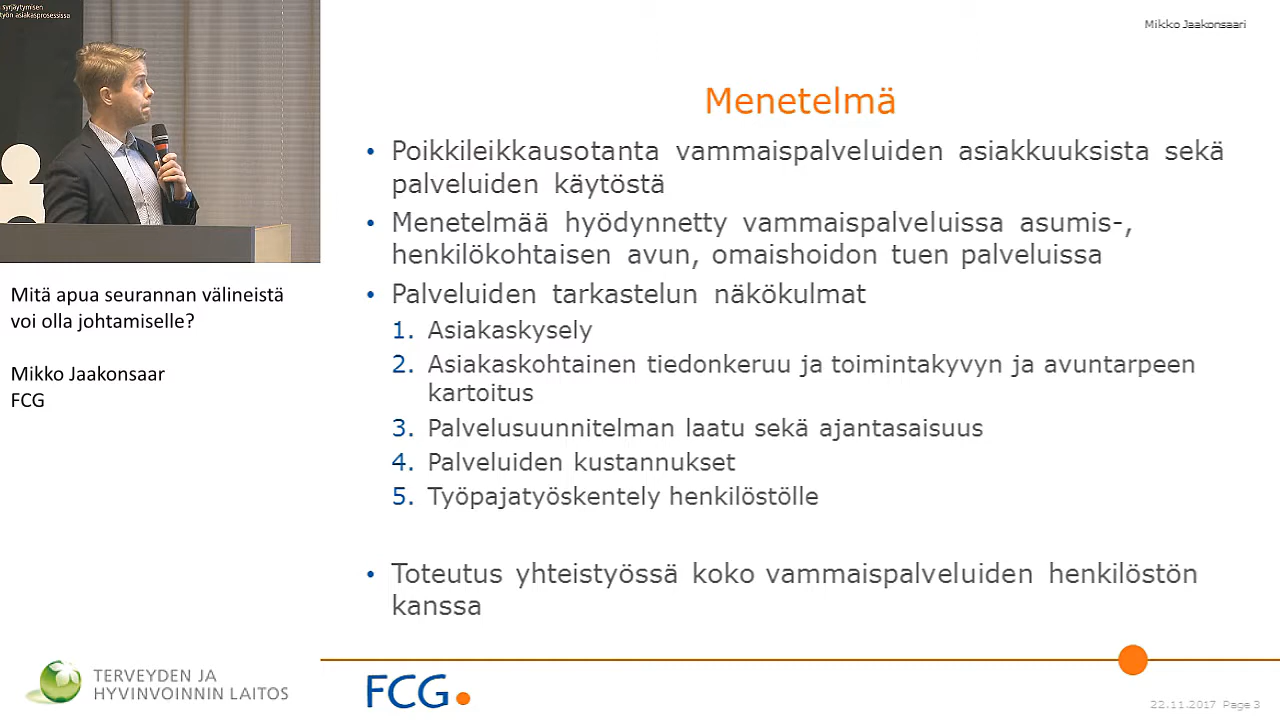 syrjäytymisen
työn asiakasprosessissa
Mitä apua seurannan välineistä
voi olla johtamiselle?
Mikko Jaakonsaar
FCG
TERVEYDEN JA
HYVINVOINNIN LAITOS
Mikko Jaakonsaari
Menetelmä
• Poikkileikkausotanta vammaispalveluiden asiakkuuksista sekä
palveluiden käytöstä
• Menetelmää hyödynnetty vammaispalveluissa asumis-,
henkilökohtaisen avun, omaishoidon tuen palveluissa
• Palveluiden tarkastelun näkökulmat
1. Asiakaskysely
2. Asiakaskohtainen tiedonkeruu ja toimintakyvyn ja avuntarpeen
kartoitus
3. Palvelusuunnitelman laatu sekä ajantasaisuus
4. Palveluiden kustannukset
5. Työpajatyöskentely henkilöstölle
• Toteutus yhteistyössä koko vammaispalveluiden henkilöstön
kanssa
FCG
22.11.2017 Page 3